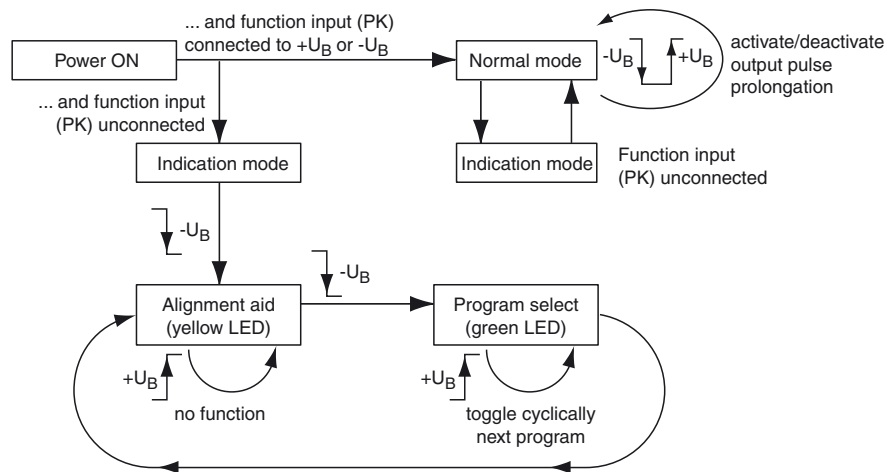 ... and function input (PK)
connected to +UB or -UB
Power ON
Normal mode
-UB
+UB
activate/deactivate
output pulse
prolongation
... and function input
(PK) unconnected
Indication mode
Indication mode
Function input
(PK) unconnected
-UB
-UB
Alignment aid
(yellow LED)
Program select
(green LED)
+UB
no function
+UB
toggle cyclically
next program